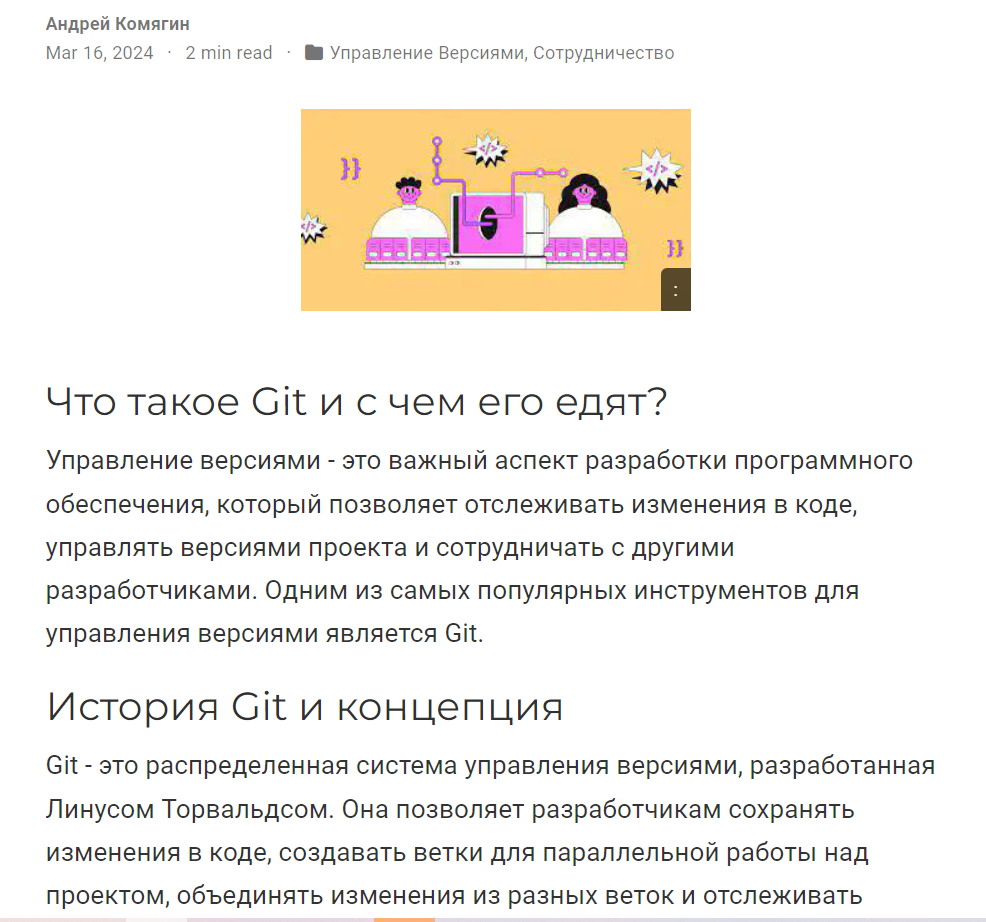 Андрей Комягин
Mar 16, 2024 · 2 min read · Управление Версиями, Сотрудничество
}}
</>
</>
</>
}}
:
Что такое Git и с чем его едят?
Управление версиями - это важный аспект разработки программного
обеспечения, который позволяет отслеживать изменения в коде,
управлять версиями проекта и сотрудничать с другими
разработчиками. Одним из самых популярных инструментов для
управления версиями является Git.
История Git и концепция
Git - это распределенная система управления версиями, разработанная
Линусом Торвальдсом. Она позволяет разработчикам сохранять
изменения в коде, создавать ветки для параллельной работы над
проектом, объединять изменения из разных веток и отслеживать